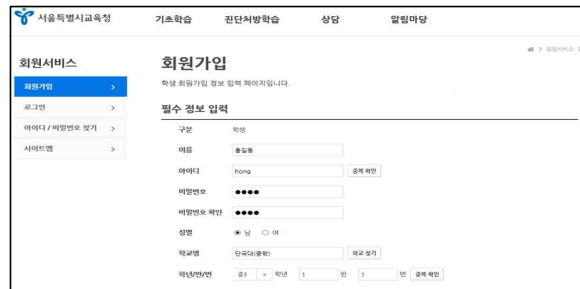 서울특별시교육청
기초학습 진단처방학습 상담 알림마당
회원서비스
회원가입
로그인
아이디 / 비밀번호 찾기
사이트맵
회원서비스
회원가입
학생 회원가입 정보 입력 페이지입니다.
필수 정보 입력
구분 학생
이름 홍길동
아이디 hong 중복 확인
비밀번호 ●●●●
비밀번호 확인 ●●●●
성별 남 여
학교명 단국대(중학) 학교 찾기
학년/반/번 중3 학년 1 반 1 번 중복 확인